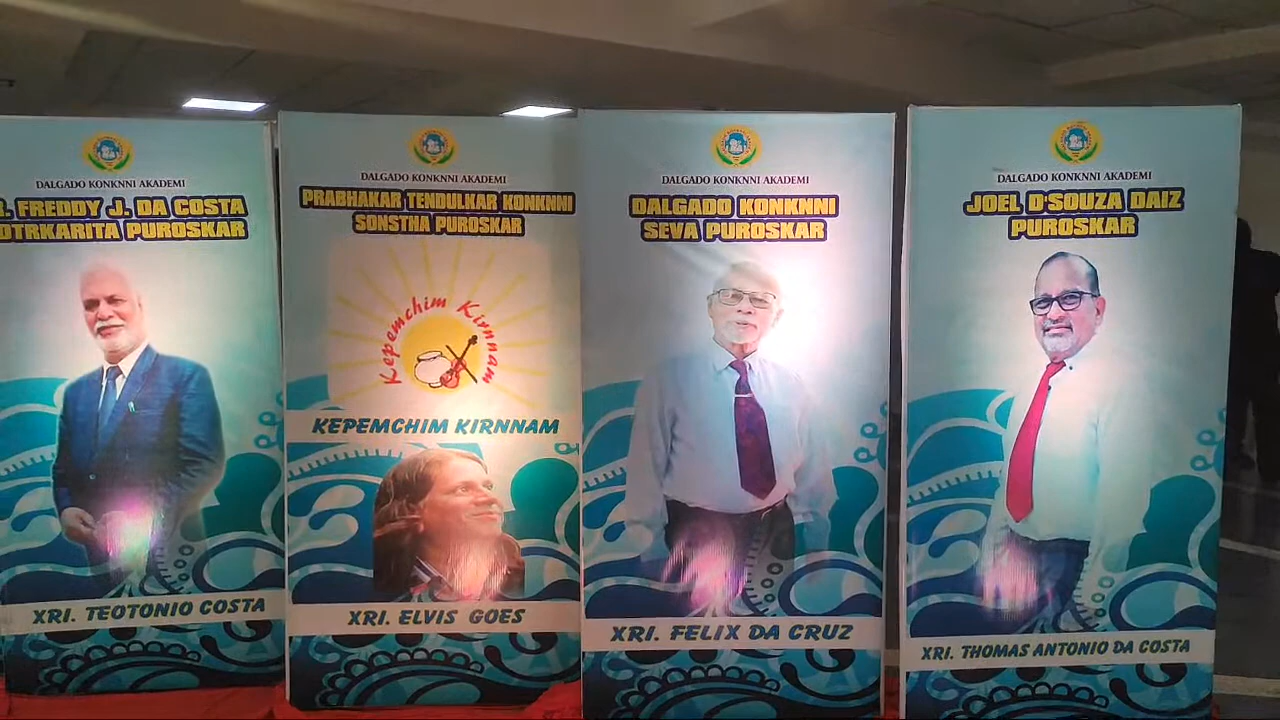 DALGADO KONKNNI AKADEMI
R. FREDDY J. DA COSTA
OTRKARITA PUROSKAR
XRI. TEOTONIO COSTA
DALGADO KONKNNI AKADEMI
PRABHAKAR TENDULKAR KONKNNI
SONSTHA PUROSKAR
Kepemchim Kirnnam
KEPEMCHIM KIRNNAM
XRI. ELVIS GOES
DALGADO KONKNNI AKADEMI
DALGADO KONKNNI
SEVA PUROSKAR
XRI. FELIX DA CRUZ
DALGADO KONKNNI AKADEMI
JOEL D'SOUZA DAIZ
PUROSKAR
XRI. THOMAS ANTONIO DA COSTA